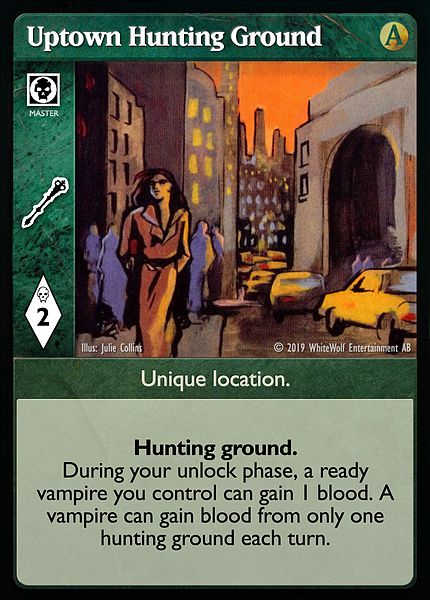 Uptown Hunting Ground
A
MASTER
2
Illus: Julie Collins
© 2019 WhiteWolf Entertainment AB
Unique location.
Hunting ground.
During your unlock phase, a ready
vampire you control can gain 1 blood. A
vampire can gain blood from only one
hunting ground each turn.